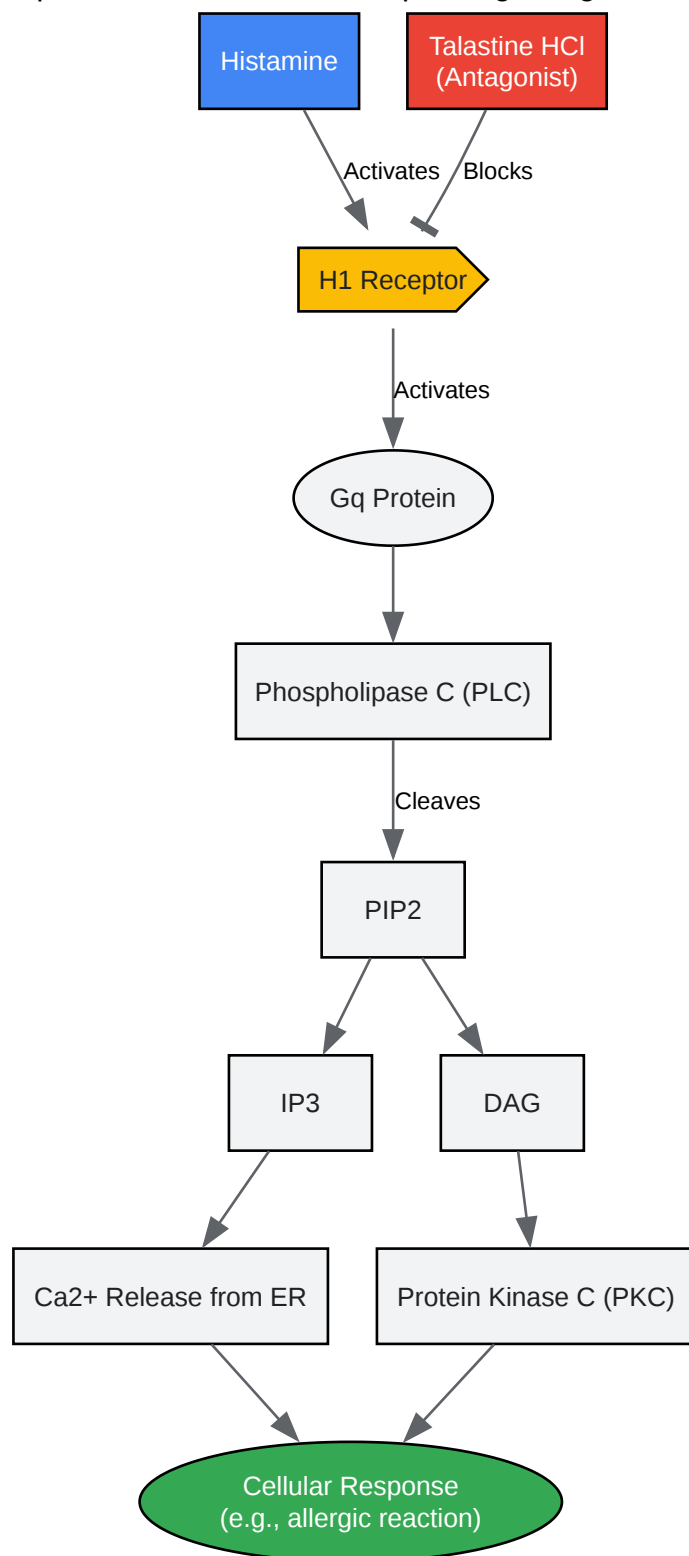 Histamine
Talastine HCl
(Antagonist)
Activates
Blocks
H1 Receptor
Activates
Gq Protein
Phospholipase C (PLC)
Cleaves
PIP2
IP3
DAG
Ca2+ Release from ER
Protein Kinase C (PKC)
Cellular Response
(e.g., allergic reaction)